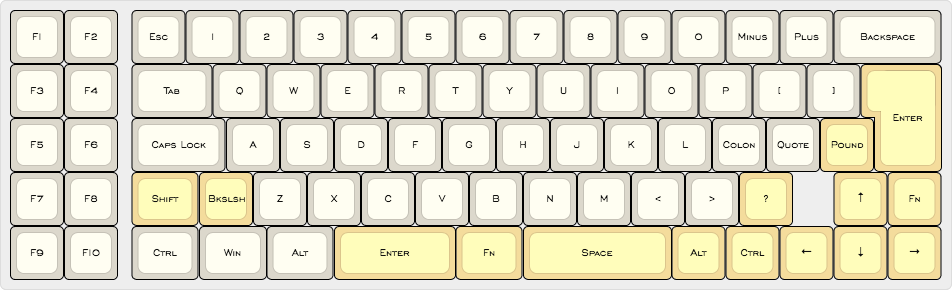 F1 F2 Esc 1 2 3 4 5 6 7 8 9 0 Minus Plus Backspace
F3 F4 Tab Q W E R T Y U I O P [ ] Enter
F5 F6 Caps Lock A S D F G H J K L Colon Quote Pound
F7 F8 Shift Bkslsh Z X C V B N M < > ? ↑ Fn
F9 F10 Ctrl Win Alt Enter Fn Space Alt Ctrl ← ↓ →